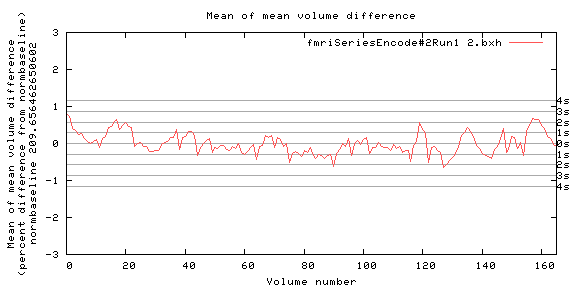 Mean of mean volume difference
fmriSeriesEncode#2Run1 2.bxh
Mean of mean volume difference
(percent difference from normbaseline)
normbaseline 209.656462650602
3
2
1
0
-1
-2
-3
4s
3s
2s
1s
0s
1s
2s
3s
4s
0 20 40 60 80 100 120 140 160
Volume number